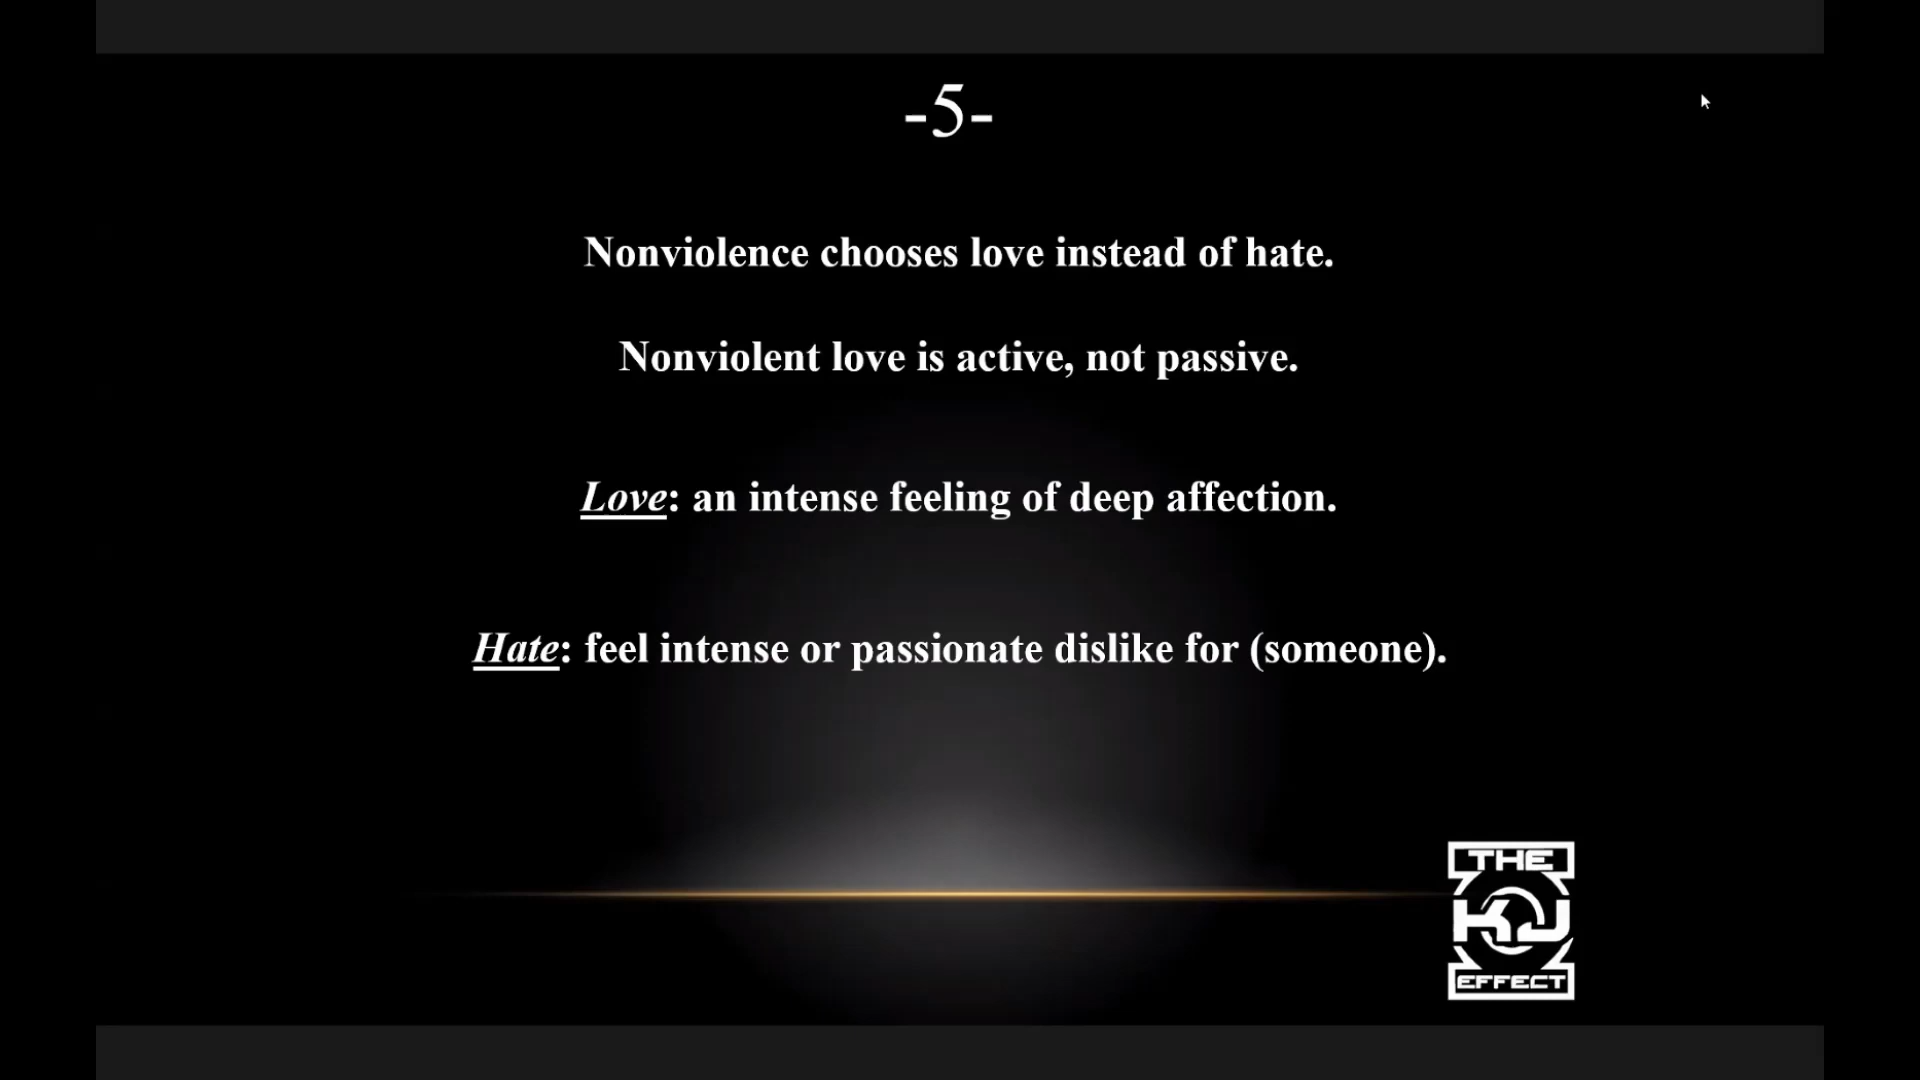 -5-
Nonviolence chooses love instead of hate.
Nonviolent love is active, not passive.
Love: an intense feeling of deep affection.
Hate: feel intense or passionate dislike for (someone).
THE
KJ
EFFECT